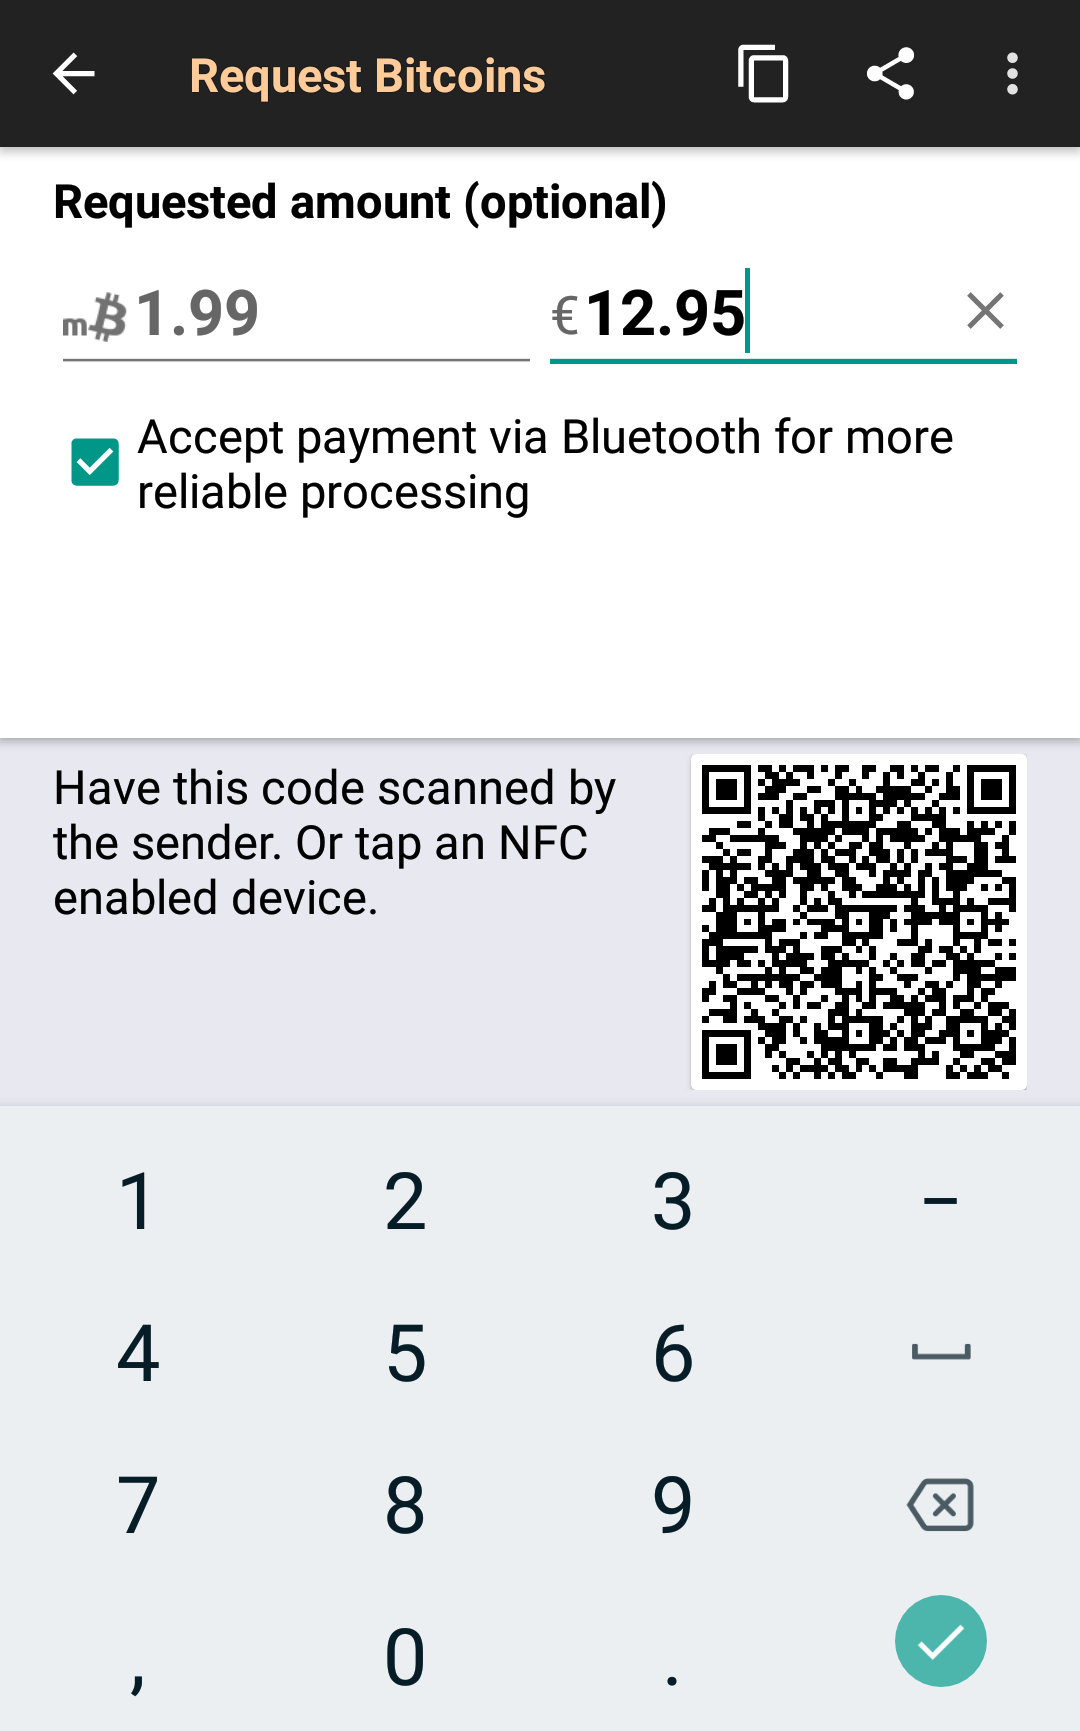 Request Bitcoins
Requested amount (optional)
m₿ 1.99 € 12.95
Accept payment via Bluetooth for more
reliable processing
Have this code scanned by
the sender. Or tap an NFC
enabled device.
1 2 3 –
4 5 6
7 8 9
, 0 .